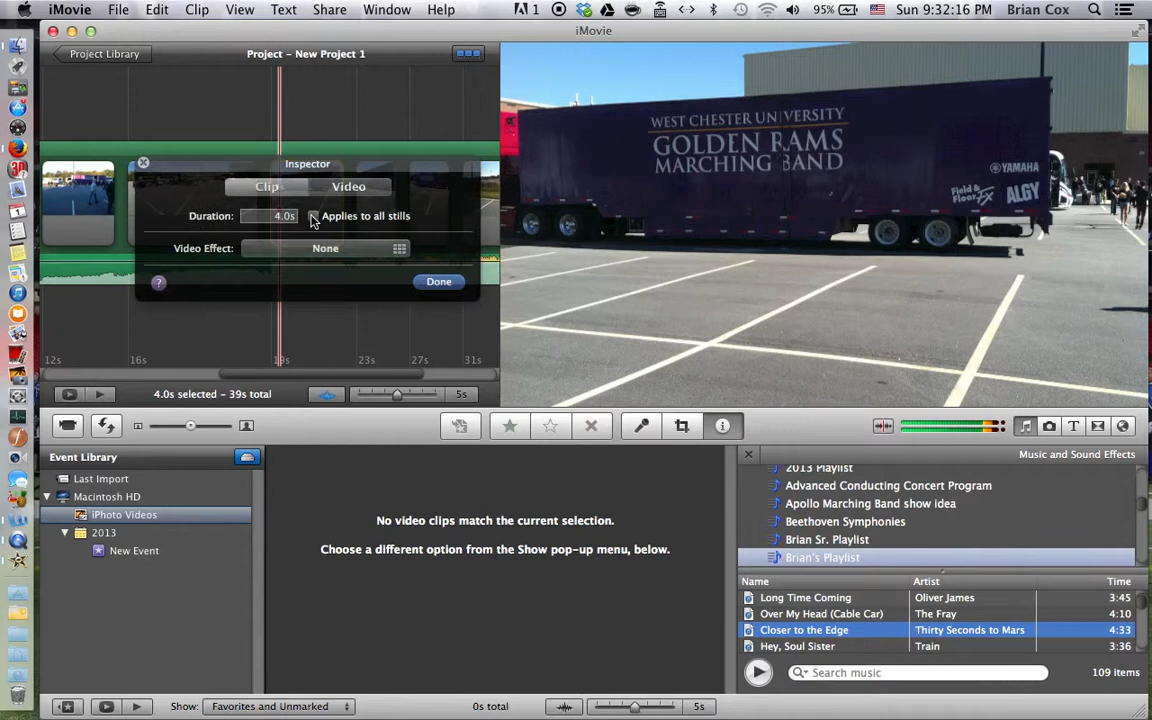 iMovie File Edit Clip View Text Share Window Help 1 95% Sun 9:32:16 PM Brian Cox
iMovie
Project Library
Project – New Project 1
WEST CHESTER UNIVERSITY
GOLDEN RAMS
MARCHING BAND
YAMAHA
Field & Floor FX
ALGY
Inspector
Clip Video
Duration: 4.0s Applies to all stills
Video Effect: None
? Done
12s 16s 19s 23s 27s 31s
4.0s selected – 39s total 5s
Event Library
Last Import
Macintosh HD
iPhoto Videos
2013
New Event
No video clips match the current selection.
Choose a different option from the Show pop-up menu, below.
Music and Sound Effects
2013 Playlist
Advanced Conducting Concert Program
Apollo Marching Band show idea
Beethoven Symphonies
Brian Sr. Playlist
Brian's Playlist
Name Artist Time
Long Time Coming Oliver James 3:45
Over My Head (Cable Car) The Fray 4:10
Closer to the Edge Thirty Seconds to Mars 4:33
Hey, Soul Sister Train 3:36
Search music 109 items
Show: Favorites and Unmarked 0s total 5s